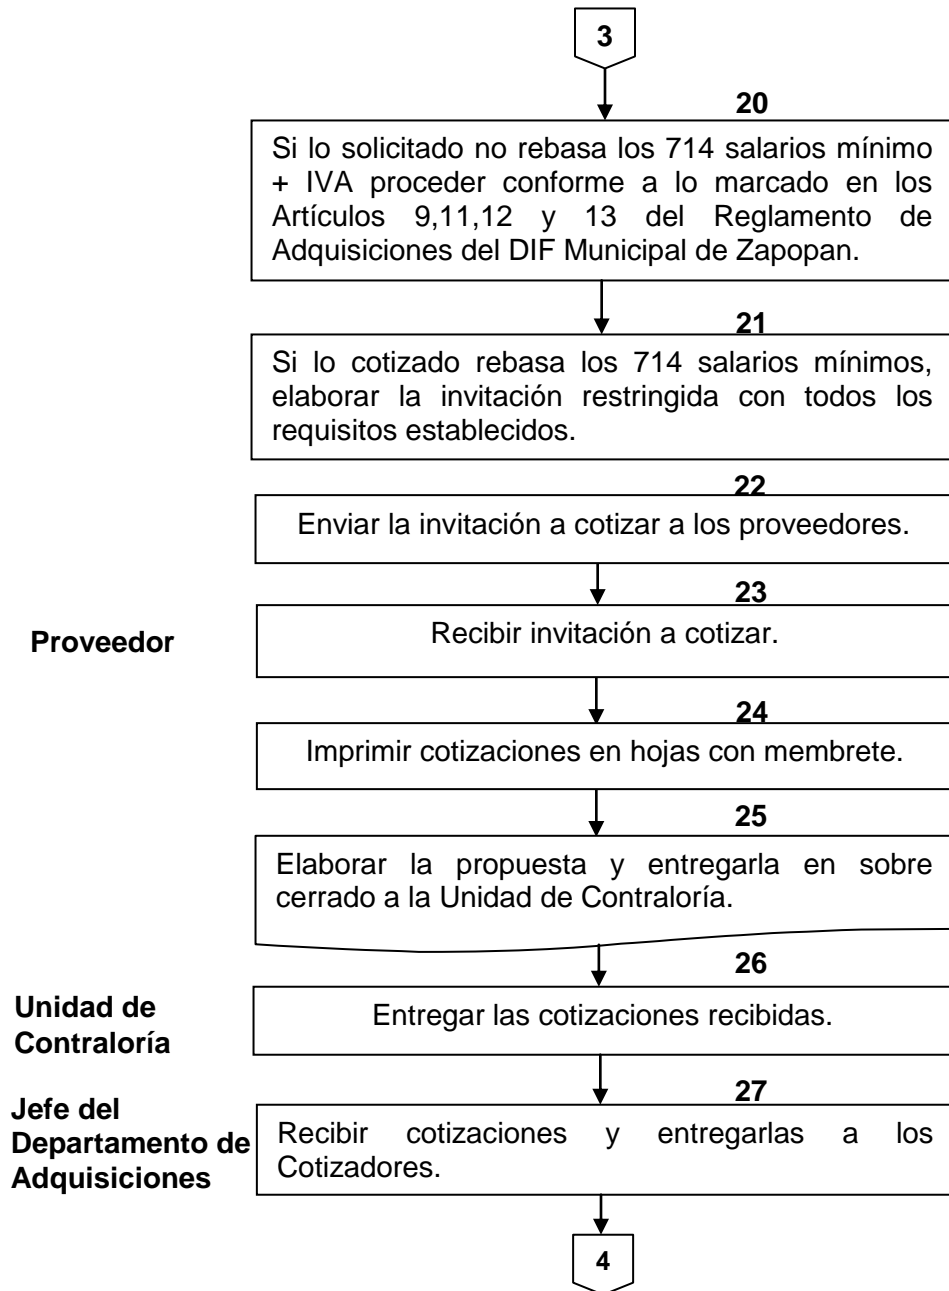 3
20
Si lo solicitado no rebasa los 714 salarios mínimo
+ IVA proceder conforme a lo marcado en los
Artículos 9,11,12 y 13 del Reglamento de
Adquisiciones del DIF Municipal de Zapopan.
21
Si lo cotizado rebasa los 714 salarios mínimos,
elaborar la invitación restringida con todos los
requisitos establecidos.
22
Enviar la invitación a cotizar a los proveedores.
23
Proveedor
Recibir invitación a cotizar.
24
Imprimir cotizaciones en hojas con membrete.
25
Elaborar la propuesta y entregarla en sobre
cerrado a la Unidad de Contraloría.
26
Unidad de
Contraloría
Entregar las cotizaciones recibidas.
27
Jefe del
Departamento de
Adquisiciones
Recibir cotizaciones y entregarlas a los
Cotizadores.
4